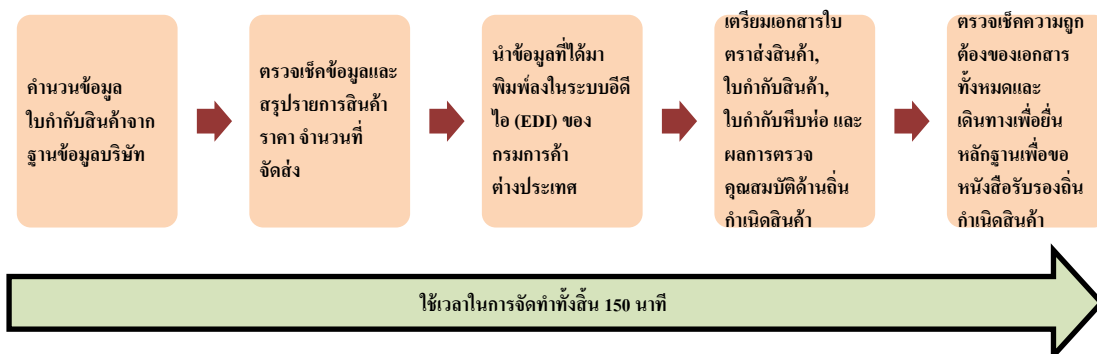 คำนวนข้อมูล
ใบกำกับสินค้าจาก
ฐานข้อมูลบริษัท
ตรวจเช็คข้อมูลและ
สรุปรายการสินค้า
ราคา จำนวนที่
จัดส่ง
นำข้อมูลที่ได้มา
พิมพ์ลงในระบบอีดี
ไอ (EDI) ของ
กรมการค้า
ต่างประเทศ
เตรียมเอกสารใบ
ตราส่งสินค้า,
ใบกำกับสินค้า,
ใบกำกับหีบห่อ และ
ผลการตรวจ
คุณสมบัติด้านถิ่น
กำเนิดสินค้า
ตรวจเช็คความถูก
ต้องของเอกสาร
ทั้งหมดและ
เดินทางเพื่อยื่น
หลักฐานเพื่อขอ
หนังสือรับรองถิ่น
กำเนิดสินค้า
ใช้เวลาในการจัดทำทั้งสิ้น 150 นาที